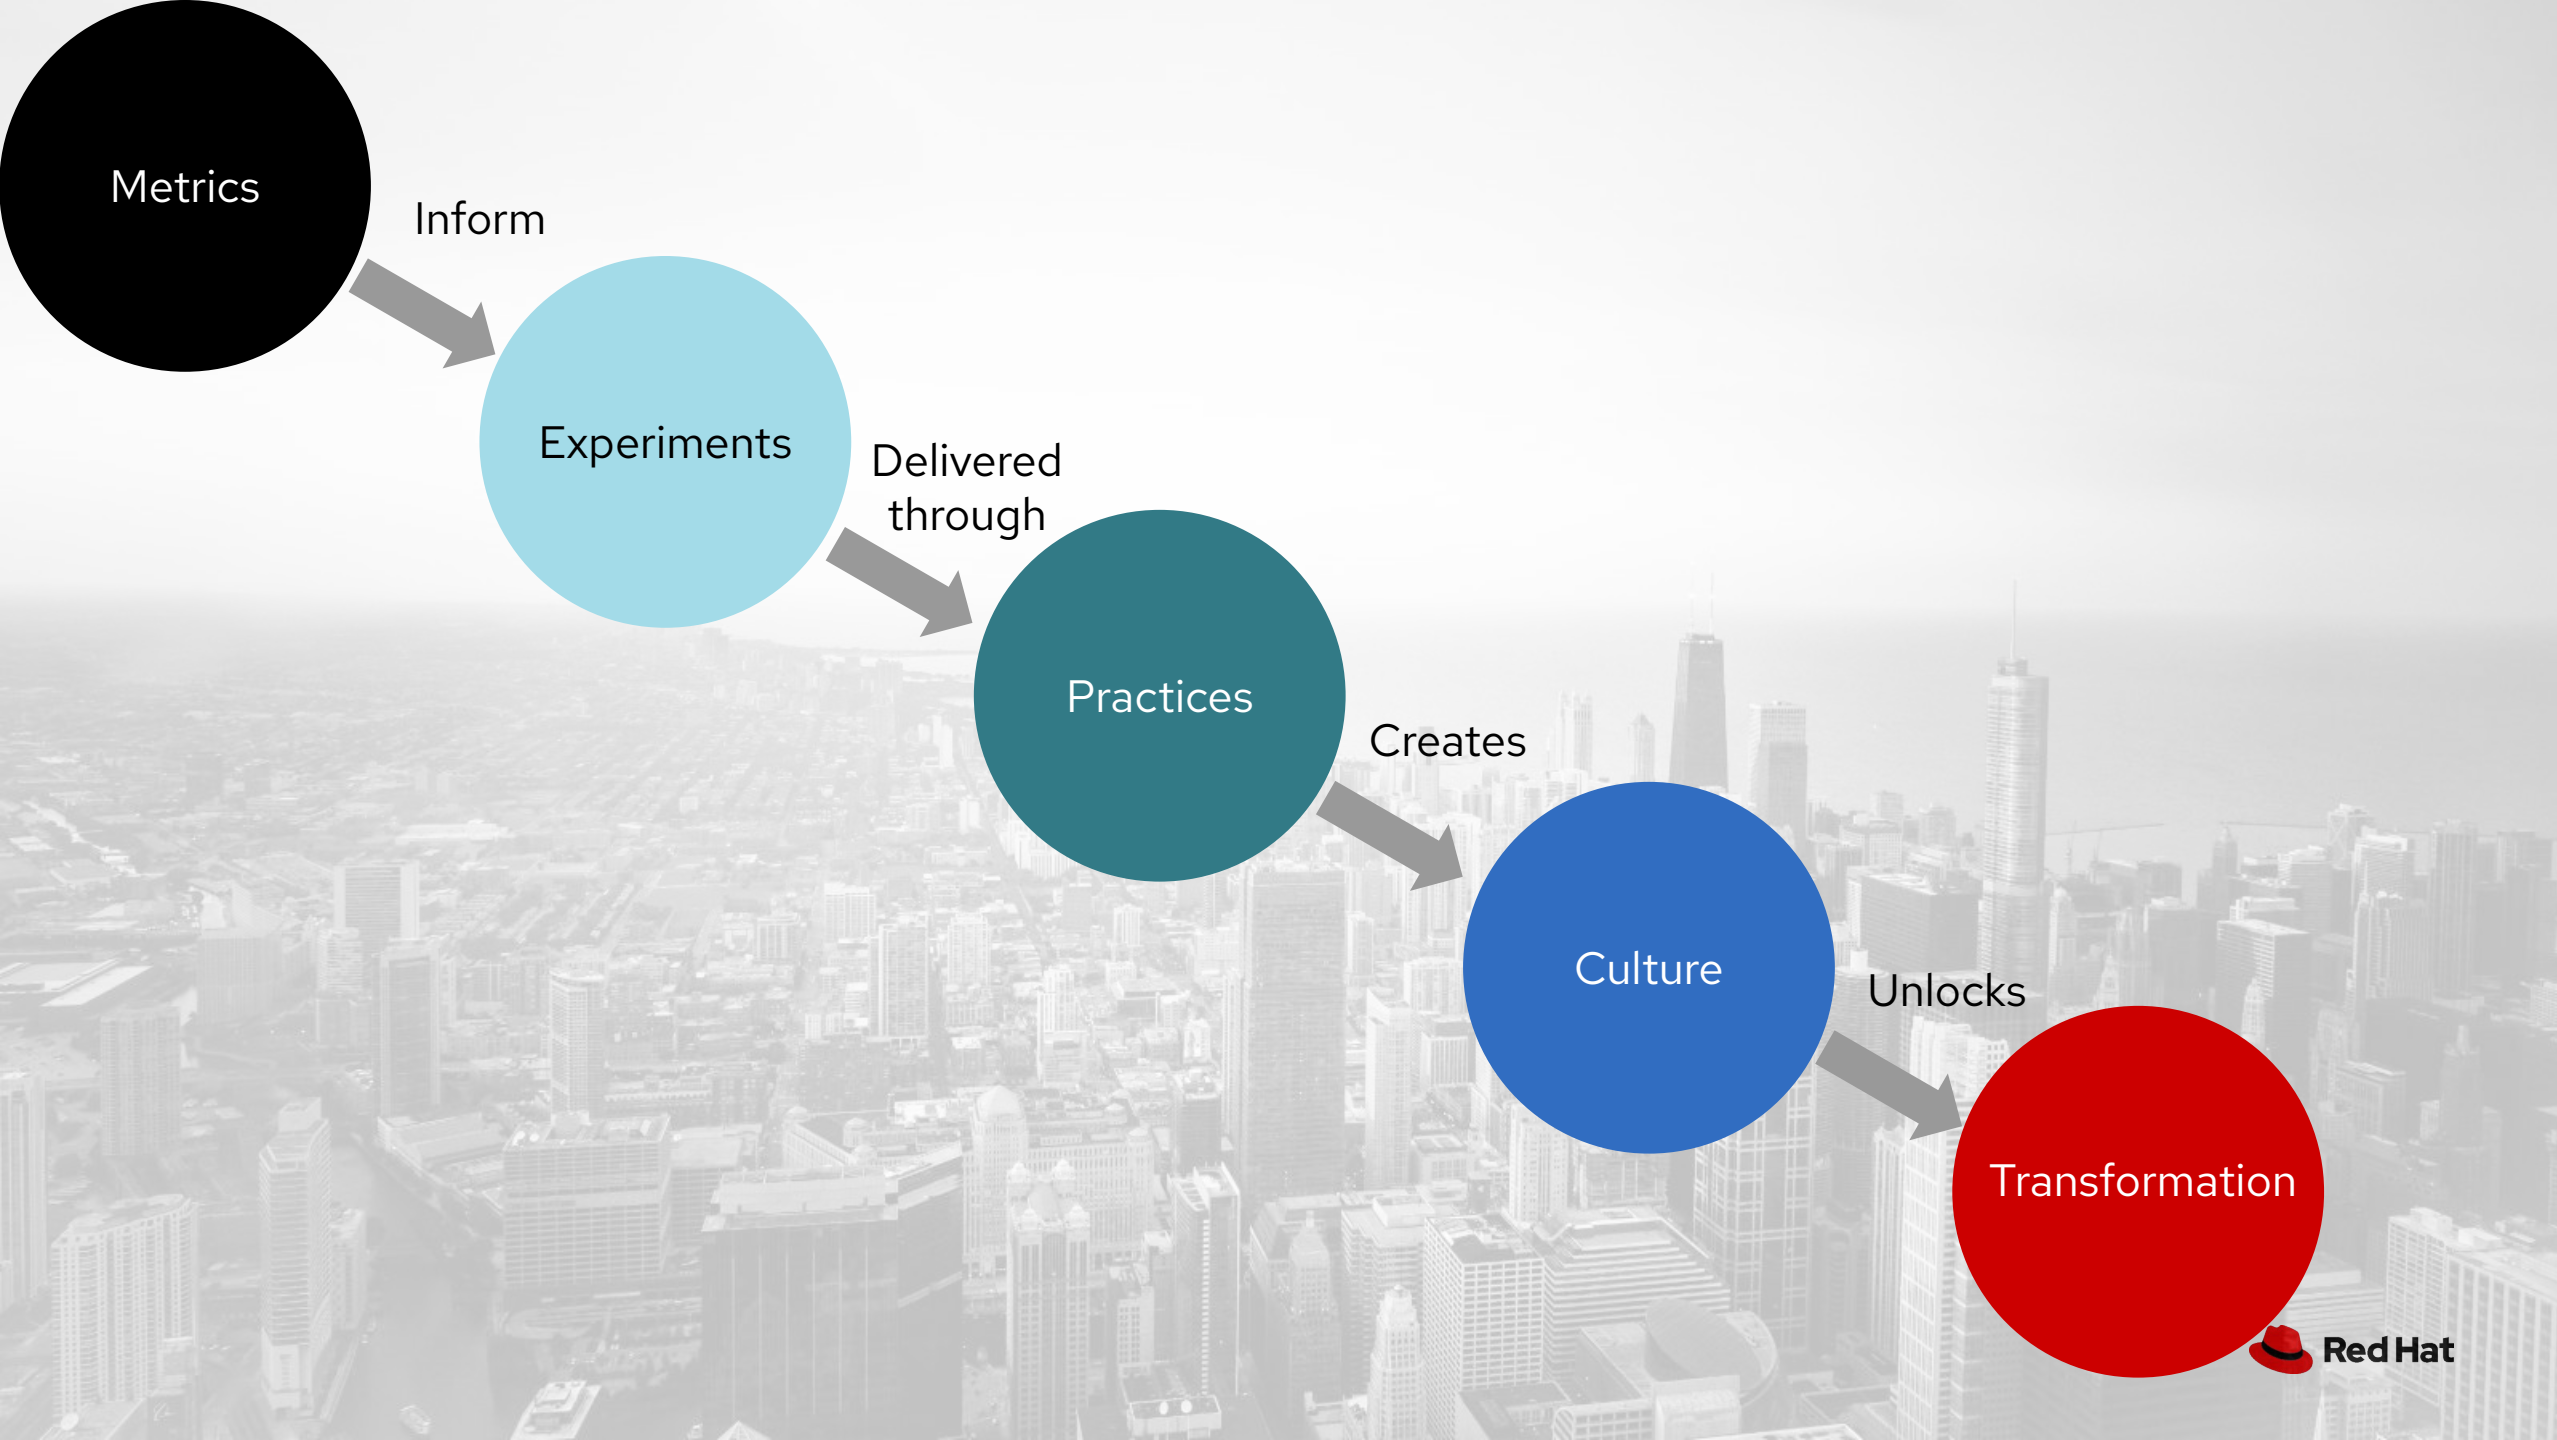 Metrics
Inform
Experiments
Delivered
through
Practices
Creates
Culture
Unlocks
Transformation
Red Hat